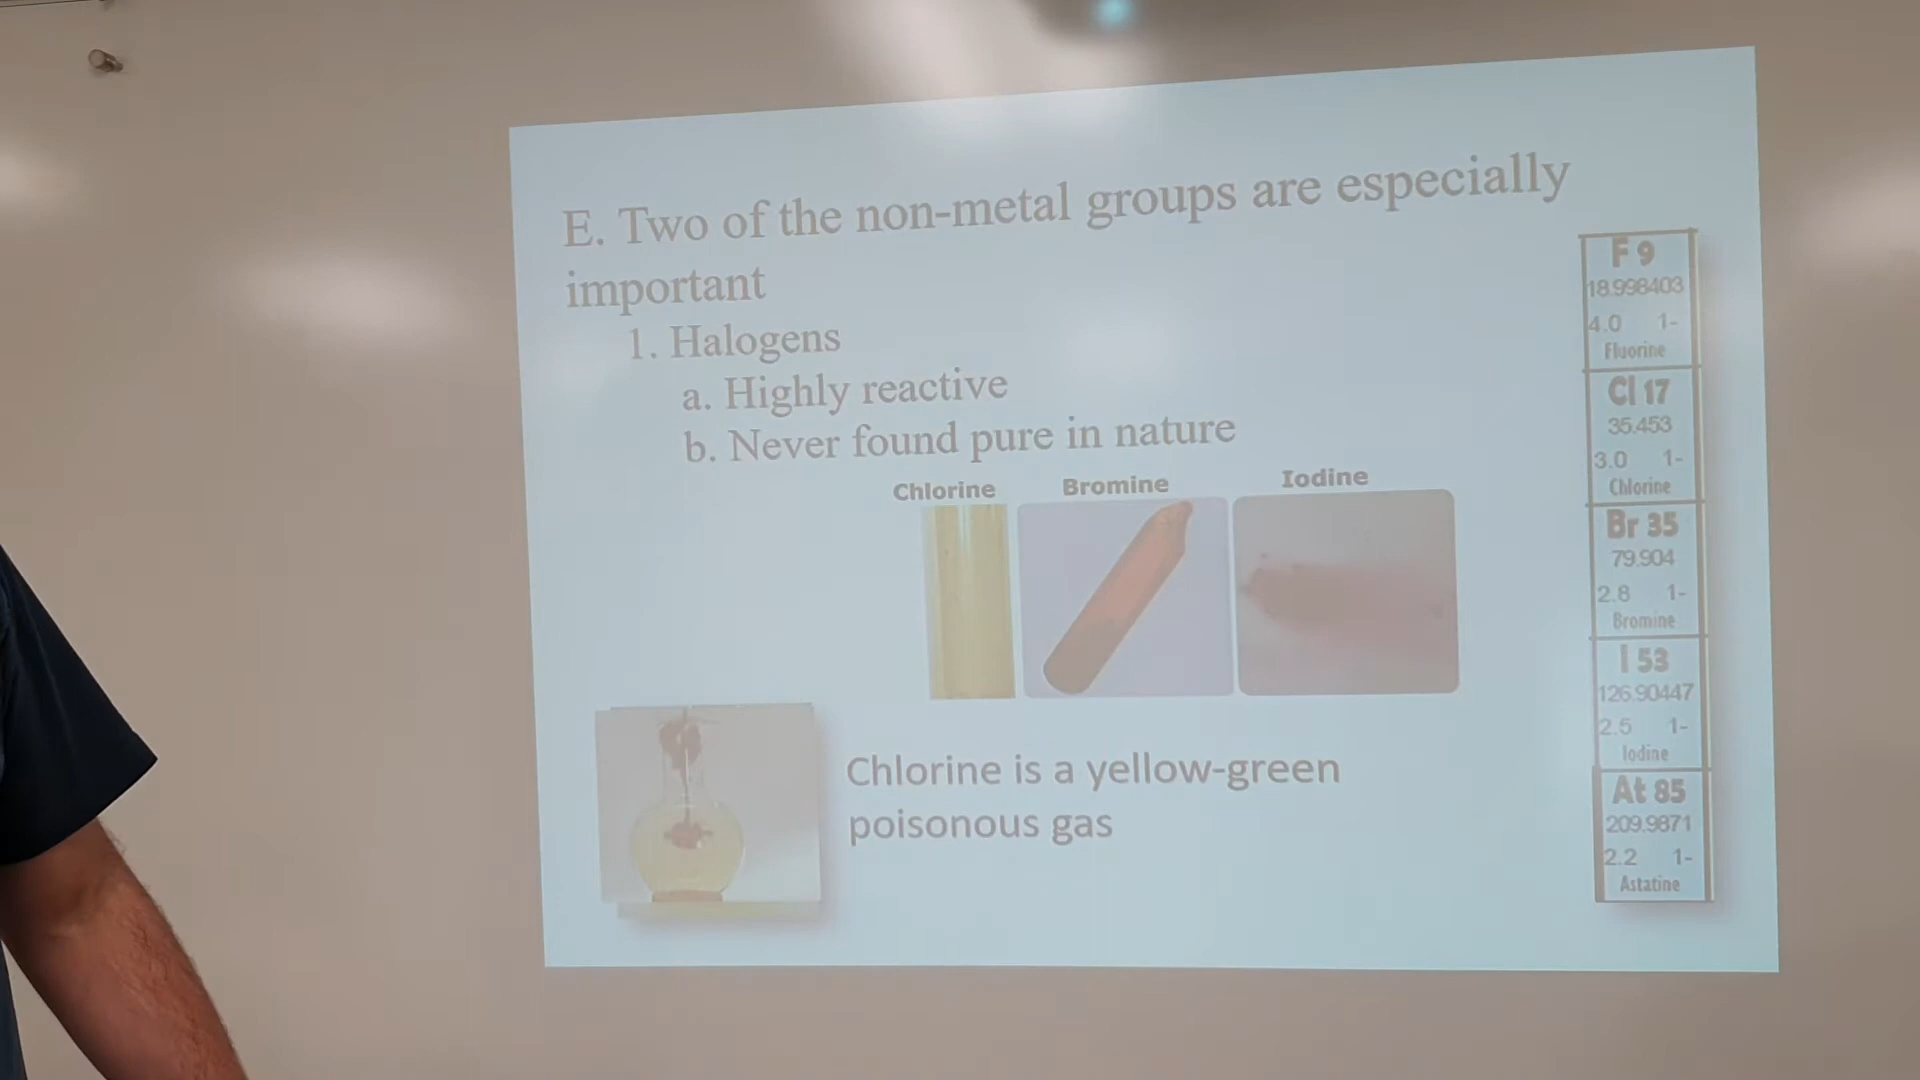 E. Two of the non-metal groups are especially
important
1. Halogens
a. Highly reactive
b. Never found pure in nature
Chlorine
Bromine
Iodine
Chlorine is a yellow-green
poisonous gas
F 9
18.998403
4.0 1-
Fluorine
Cl 17
35.453
3.0 1-
Chlorine
Br 35
79.904
2.8 1-
Bromine
I 53
126.90447
2.5 1-
Iodine
At 85
209.9871
2.2 1-
Astatine